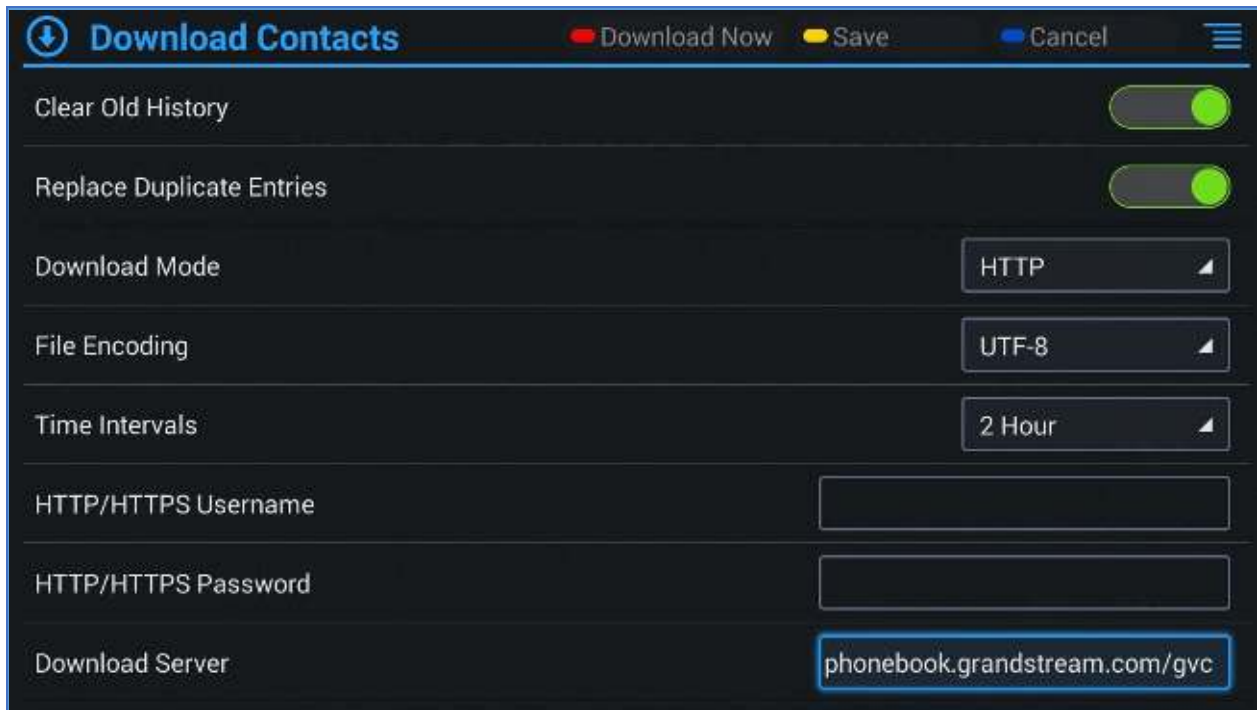 Download Contacts Download Now Save Cancel
Clear Old History
Replace Duplicate Entries
Download Mode HTTP
File Encoding UTF-8
Time Intervals 2 Hour
HTTP/HTTPS Username
HTTP/HTTPS Password
Download Server phonebook.grandstream.com/gvc